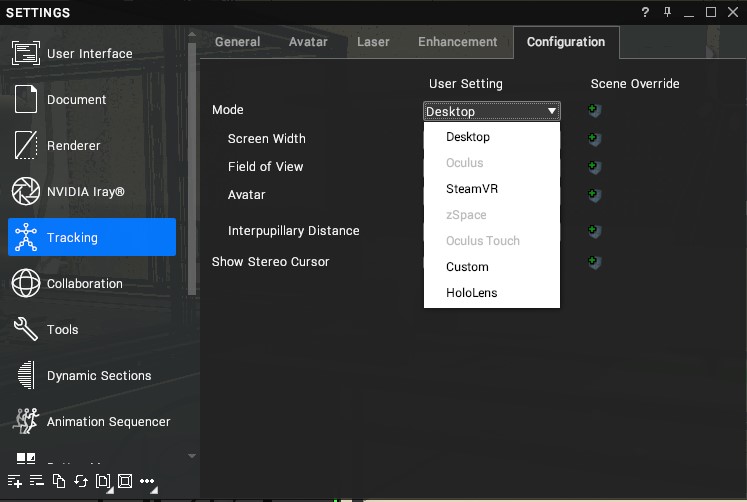 SETTINGS
?
User Interface
Document
Renderer
NVIDIA Iray®
Tracking
Collaboration
Tools
Dynamic Sections
Animation Sequencer
General Avatar Laser Enhancement Configuration
User Setting Scene Override
Mode Desktop
Screen Width
Field of View
Avatar
Interpupillary Distance
Show Stereo Cursor
Desktop
Oculus
SteamVR
zSpace
Oculus Touch
Custom
HoloLens